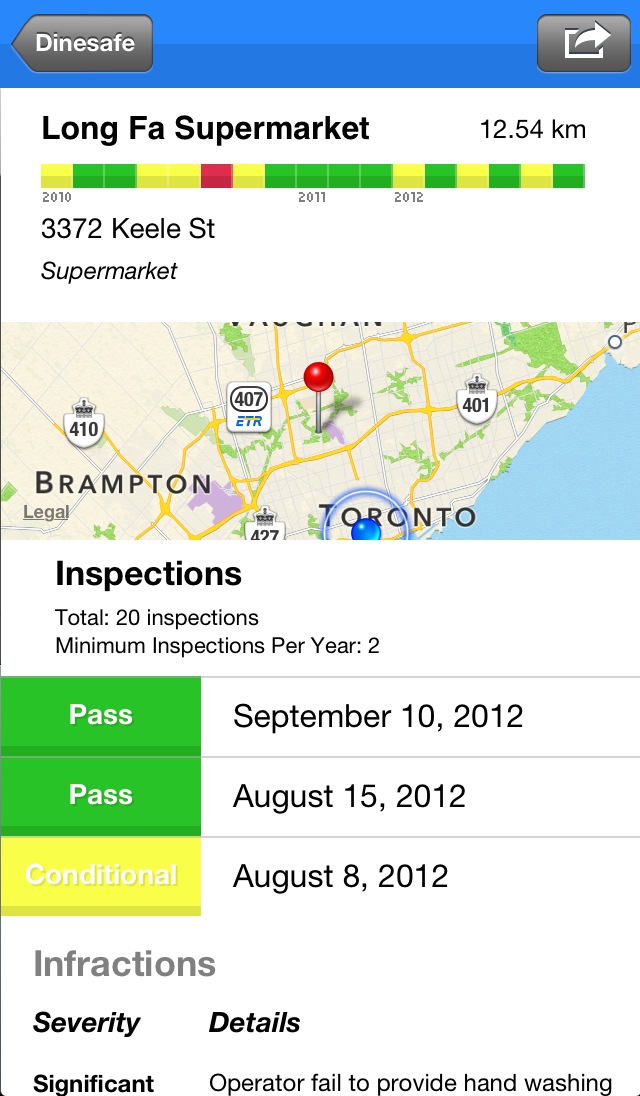 Dinesafe
Long Fa Supermarket
12.54 km
2010
2011
2012
3372 Keele St
Supermarket
VAUGHAN
407
ETR
401
410
BRAMPTON
Legal
TORONTO
427
Inspections
Total: 20 inspections
Minimum Inspections Per Year: 2
Pass
September 10, 2012
Pass
August 15, 2012
Conditional
August 8, 2012
Infractions
Severity
Details
Significant
Operator fail to provide hand washing